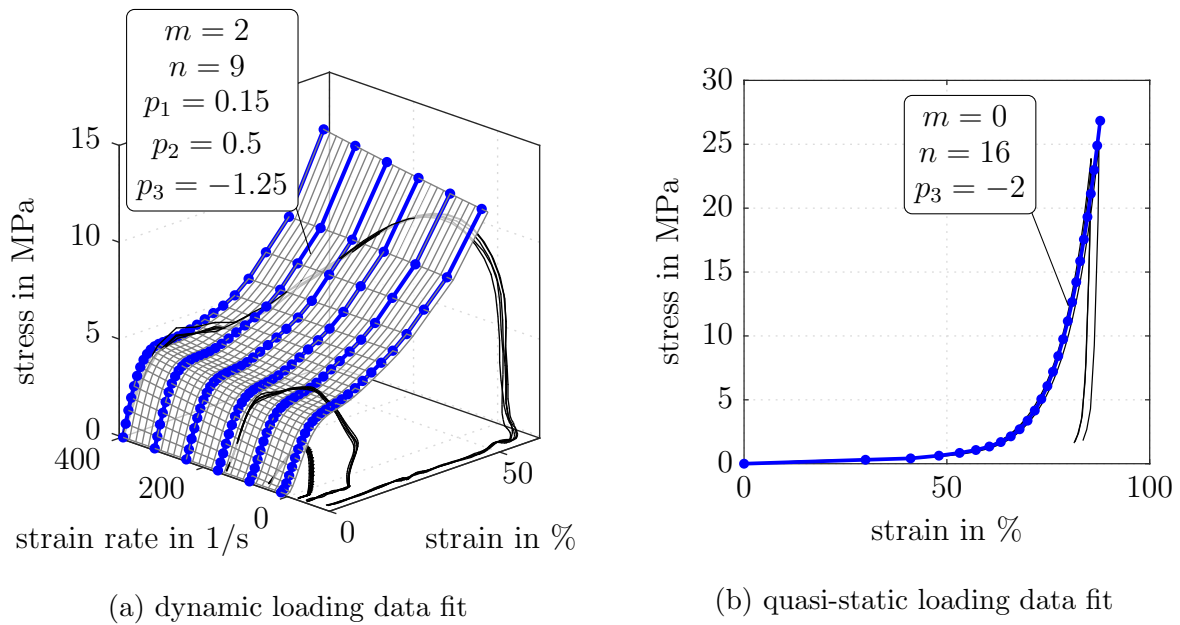 m = 2
n = 9
p₁ = 0.15
p₂ = 0.5
p₃ = −1.25
15
10
5
0
stress in MPa
400
200
0
strain rate in 1/s
0
50
strain in %
(a) dynamic loading data fit
m = 0
n = 16
p₃ = −2
30
25
20
15
10
5
0
stress in MPa
0
50
100
strain in %
(b) quasi-static loading data fit